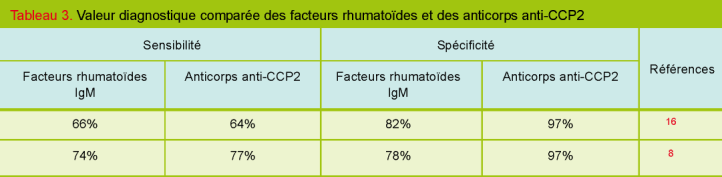 Tableau 3. Valeur diagnostique comparée des facteurs rhumatoïdes et des anticorps anti-CCP2
Sensibilité Spécificité Références
Facteurs rhumatoïdes IgM Anticorps anti-CCP2 Facteurs rhumatoïdes IgM Anticorps anti-CCP2
66% 64% 82% 97% 16
74% 77% 78% 97% 8